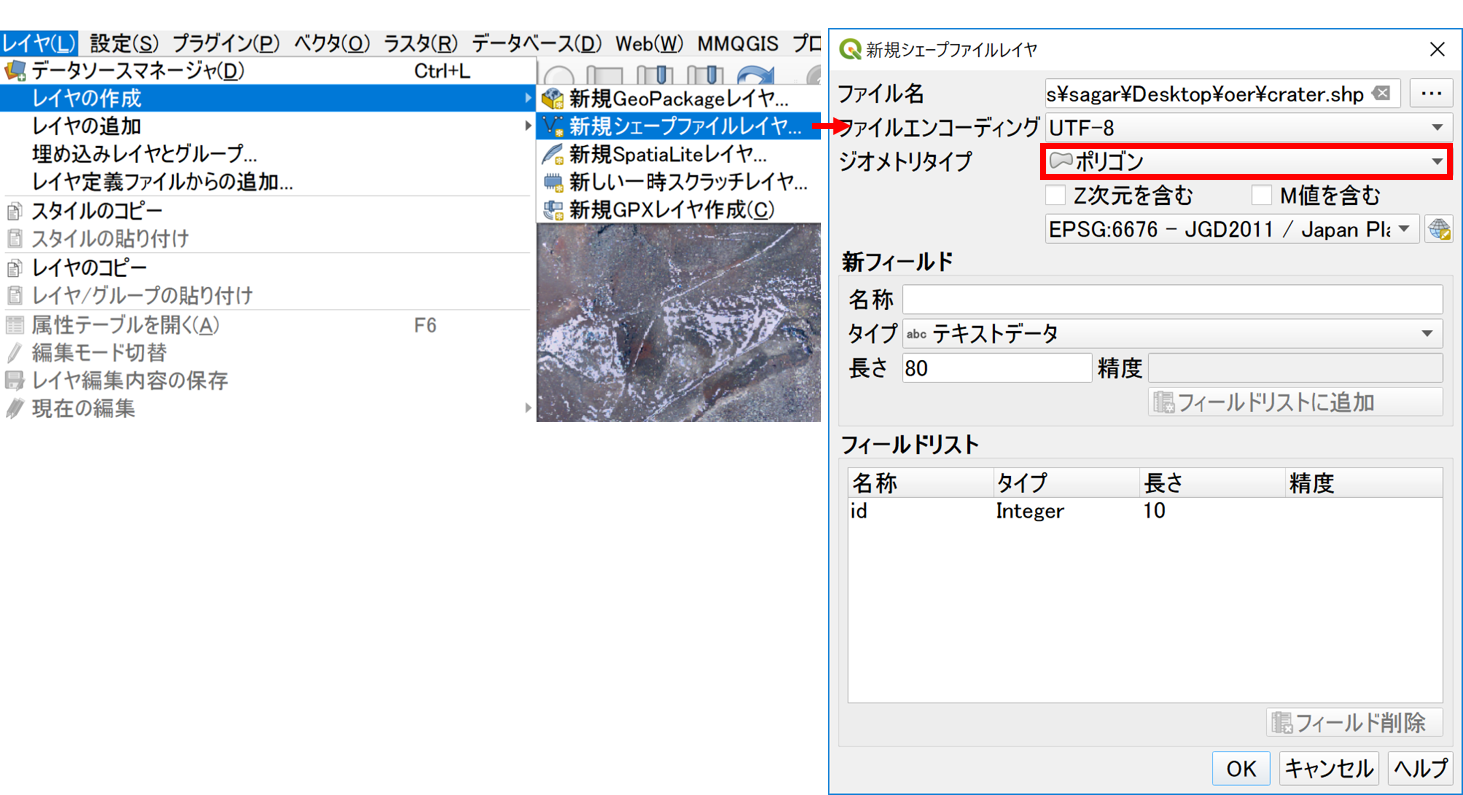 レイヤ(L) 設定(S) プラグイン(P) ベクタ(O) ラスタ(R) データベース(D) Web(W) MMQGIS プロ
データソースマネージャ(D) Ctrl+L
レイヤの作成
レイヤの追加
埋め込みレイヤとグループ...
レイヤ定義ファイルからの追加...
スタイルのコピー
スタイルの貼り付け
レイヤのコピー
レイヤ/グループの貼り付け
属性テーブルを開く(A) F6
編集モード切替
レイヤ編集内容の保存
現在の編集
新規GeoPackageレイヤ...
新規シェープファイルレイヤ...
新規SpatiaLiteレイヤ...
新しい一時スクラッチレイヤ...
新規GPXレイヤ作成(C)
新規シェープファイルレイヤ
ファイル名 s¥sagar¥Desktop¥oer¥crater.shp ...
ファイルエンコーディング UTF-8
ジオメトリタイプ ポリゴン
Z次元を含む M値を含む
EPSG:6676 - JGD2011 / Japan Pla
新フィールド
名称
タイプ abc テキストデータ
長さ 80 精度
フィールドリストに追加
フィールドリスト
名称 タイプ 長さ 精度
id Integer 10
フィールド削除
OK キャンセル ヘルプ